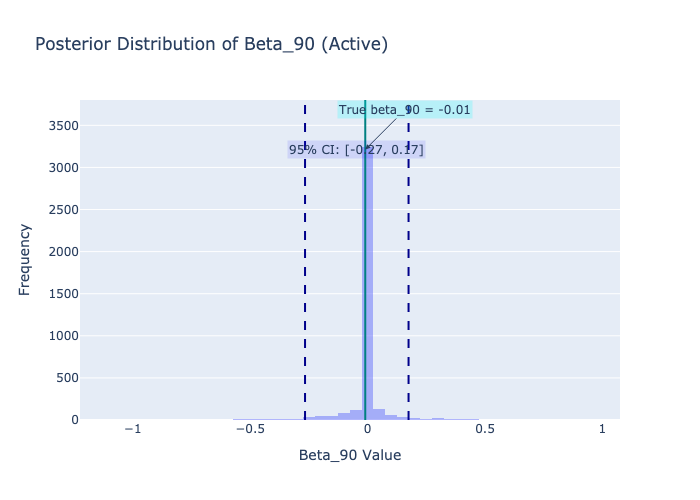 Posterior Distribution of Beta_90 (Active)
True beta_90 = -0.01
95% CI: [-0.27, 0.17]
3500
3000
2500
2000
1500
1000
500
0
Frequency
−1
−0.5
0
0.5
1
Beta_90 Value